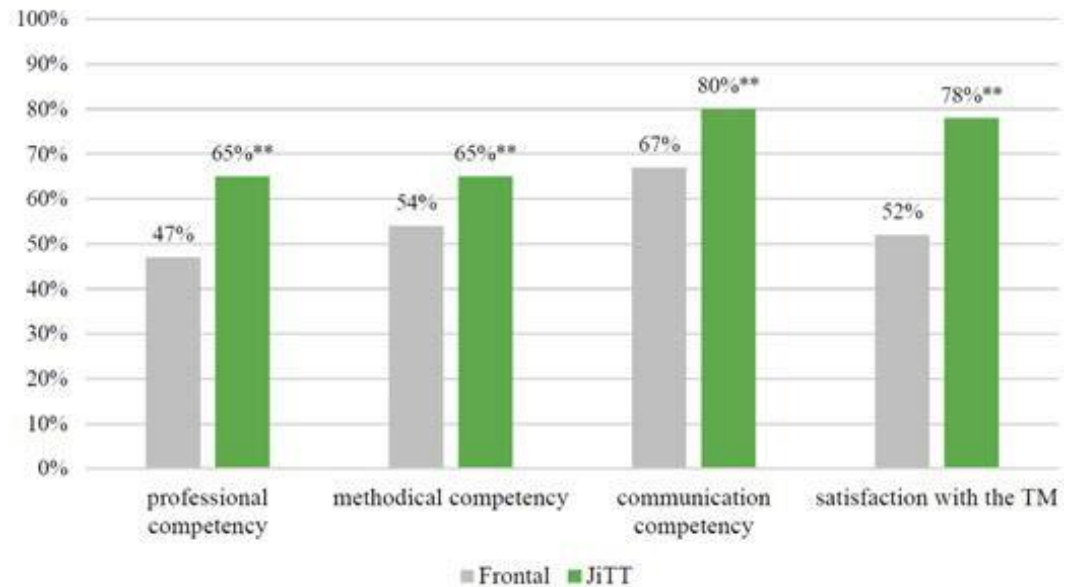 100%
90%
80%
70%
60%
50%
40%
30%
20%
10%
0%
47%
65%**
54%
65%**
67%
80%**
52%
78%**
professional
competency
methodical competency
communication
competency
satisfaction with the TM
Frontal
JiTT